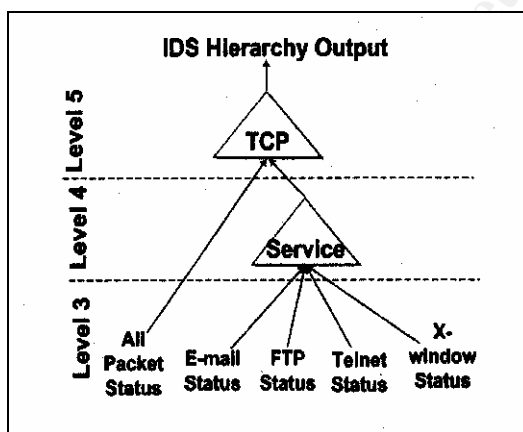 IDS Hierarchy Output
Level 5
TCP
Level 4
Service
Level 3
All
Packet
Status
E-mail
Status
FTP
Status
Telnet
Status
X-
window
Status